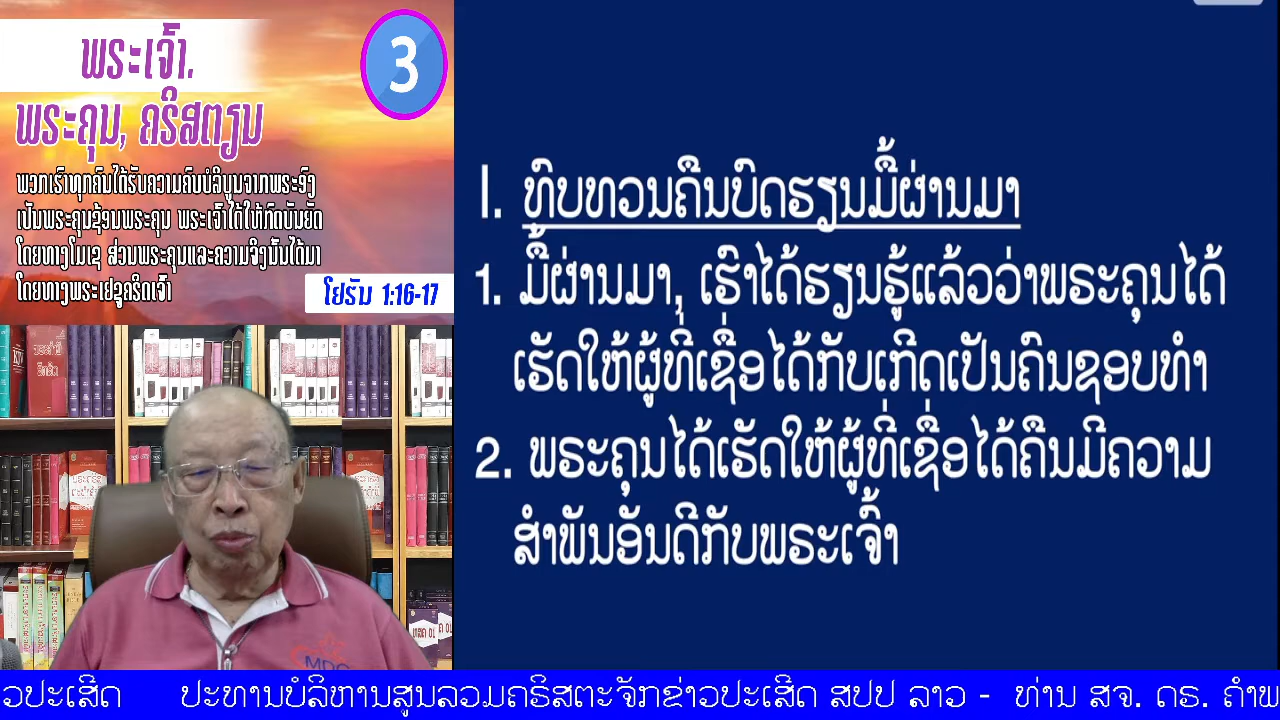 ພຣະເຈົ້າ,
ພຣະຄຸນ, ຄຣິສຕຽນ
3
ພວກເຮົາທຸກຄົນໄດ້ຮັບຄວາມຄົບບໍລິບູນຈາກພຣະອົງ
ເປັນພຣະຄຸນຊ້ອນພຣະຄຸນ ພຣະເຈົ້າໄດ້ໃຫ້ກົດບັນຍັດ
ໂດຍທາງໂມເຊ ສ່ວນພຣະຄຸນແລະຄວາມຈິງນັ້ນໄດ້ມາ
ໂດຍທາງພຣະເຢຊູຄຣິດເຈົ້າ
ໂຢຮັນ 1:16-17
I. ທົບທວນຄືນບົດຮຽນມື້ຜ່ານມາ
1. ມື້ຜ່ານມາ, ເຮົາໄດ້ຮຽນຮູ້ແລ້ວວ່າພຣະຄຸນໄດ້
ເຮັດໃຫ້ຜູ້ທີ່ເຊື່ອໄດ້ກັບເກີດເປັນຄົນຊອບທຳ
2. ພຣະຄຸນໄດ້ເຮັດໃຫ້ຜູ້ທີ່ເຊື່ອໄດ້ຄືນມີຄວາມ
ສຳພັນອັນດີກັບພຣະເຈົ້າ
MDC
ວປະເສີດ ປະທານບໍລິຫານສູນລວມຄຣິສຕະຈັກຂ່າວປະເສີດ ສປປ ລາວ - ທ່ານ ສຈ. ດຣ. ຄຳພ